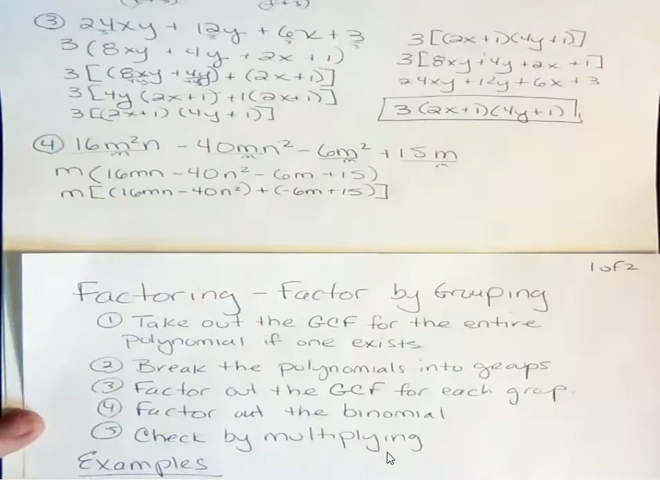 ③ 24xy + 12y + 6x + 3
3(8xy + 4y + 2x + 1)
3[(8xy + 4y) + (2x+1)]
3[4y(2x+1) + 1(2x+1)]
3[(2x+1)(4y+1)]
3[(2x+1)(4y+1)]
3[8xy+4y+2x+1]
24xy+12y+6x+3
3(2x+1)(4y+1)
④ 16m²n - 40mn² - 6m² + 15m
m(16mn - 40n² - 6m + 15)
m[(16mn - 40n²) + (-6m+15)]
1 of 2
Factoring - Factor by Grouping
① Take out the GCF for the entire
polynomial if one exists
② Break the polynomials into groups
③ Factor out the GCF for each group.
④ Factor out the binomial
⑤ Check by multiplying
Examples